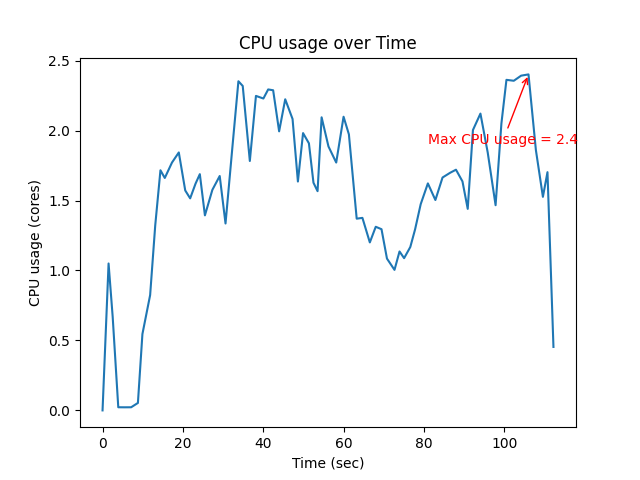 CPU usage over Time
2.5
2.0
1.5
1.0
0.5
0.0
CPU usage (cores)
Max CPU usage = 2.4
0 20 40 60 80 100
Time (sec)